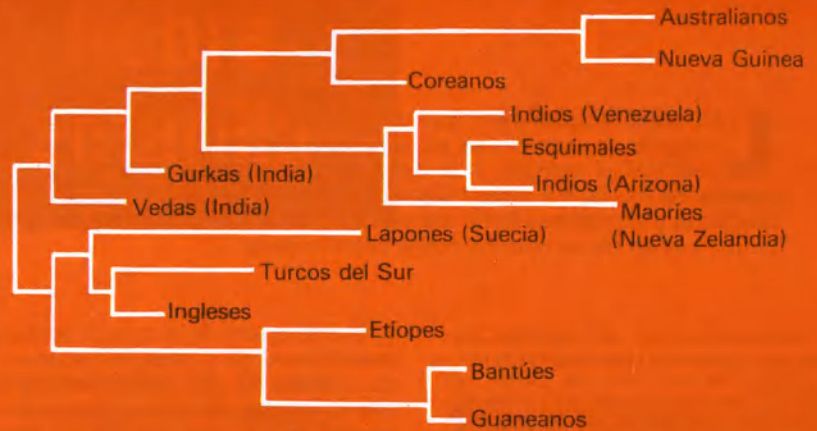 Australianos
Nueva Guinea
Coreanos
Indios (Venezuela)
Esquimales
Gurkas (India)
Indios (Arizona)
Vedas (India)
Maoríes
(Nueva Zelandia)
Lapones (Suecia)
Turcos del Sur
Ingleses
Etíopes
Bantúes
Guaneanos